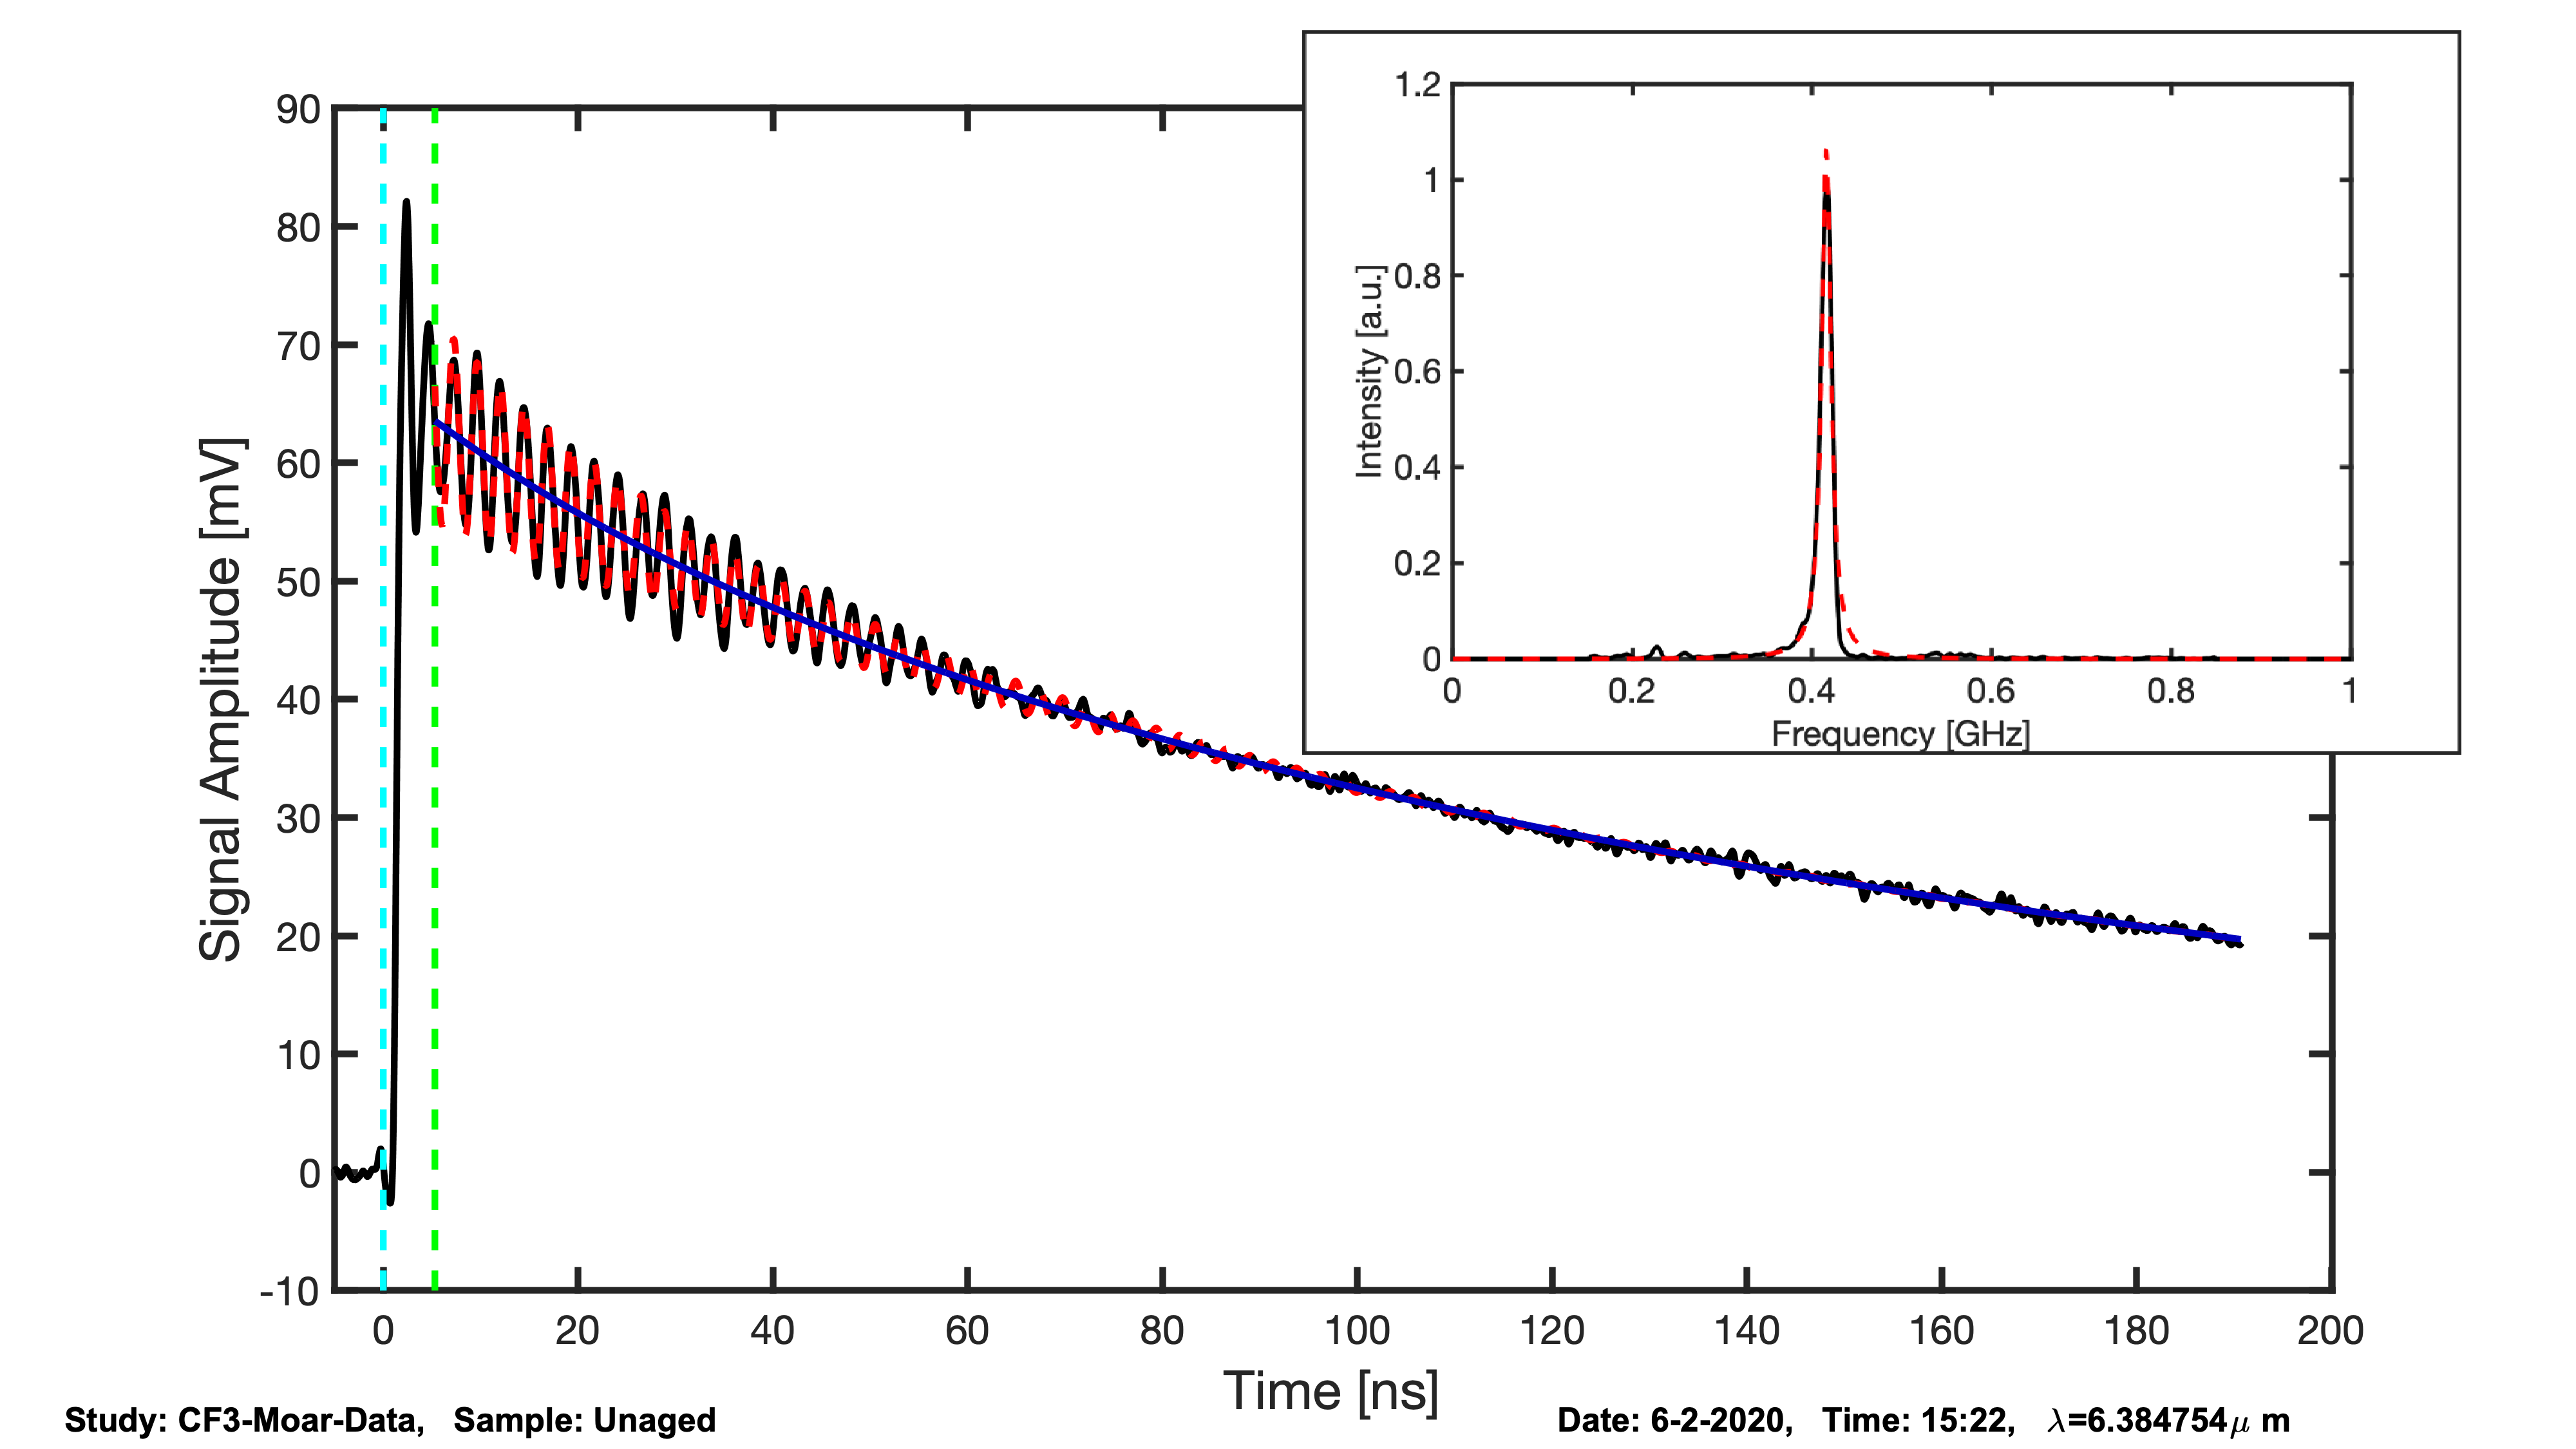 90
80
70
60
50
40
30
20
10
0
-10
Signal Amplitude [mV]
0 20 40 60 80 100 120 140 160 180 200
Time [ns]
1.2
1
0.8
0.6
0.4
0.2
0
Intensity [a.u.]
0 0.2 0.4 0.6 0.8 1
Frequency [GHz]
Study: CF3-Moar-Data, Sample: Unaged
Date: 6-2-2020, Time: 15:22, λ=6.384754μ m